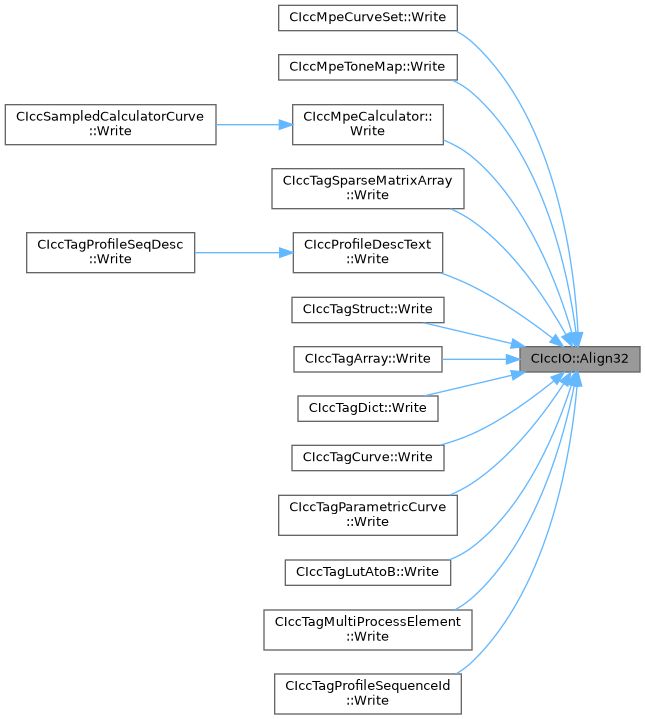 CIccMpeCurveSet::Write
CIccMpeToneMap::Write
CIccSampledCalculatorCurve
::Write
CIccMpeCalculator::
Write
CIccTagSparseMatrixArray
::Write
CIccTagProfileSeqDesc
::Write
CIccProfileDescText
::Write
CIccTagStruct::Write
CIccIO::Align32
CIccTagArray::Write
CIccTagDict::Write
CIccTagCurve::Write
CIccTagParametricCurve
::Write
CIccTagLutAtoB::Write
CIccTagMultiProcessElement
::Write
CIccTagProfileSequenceId
::Write